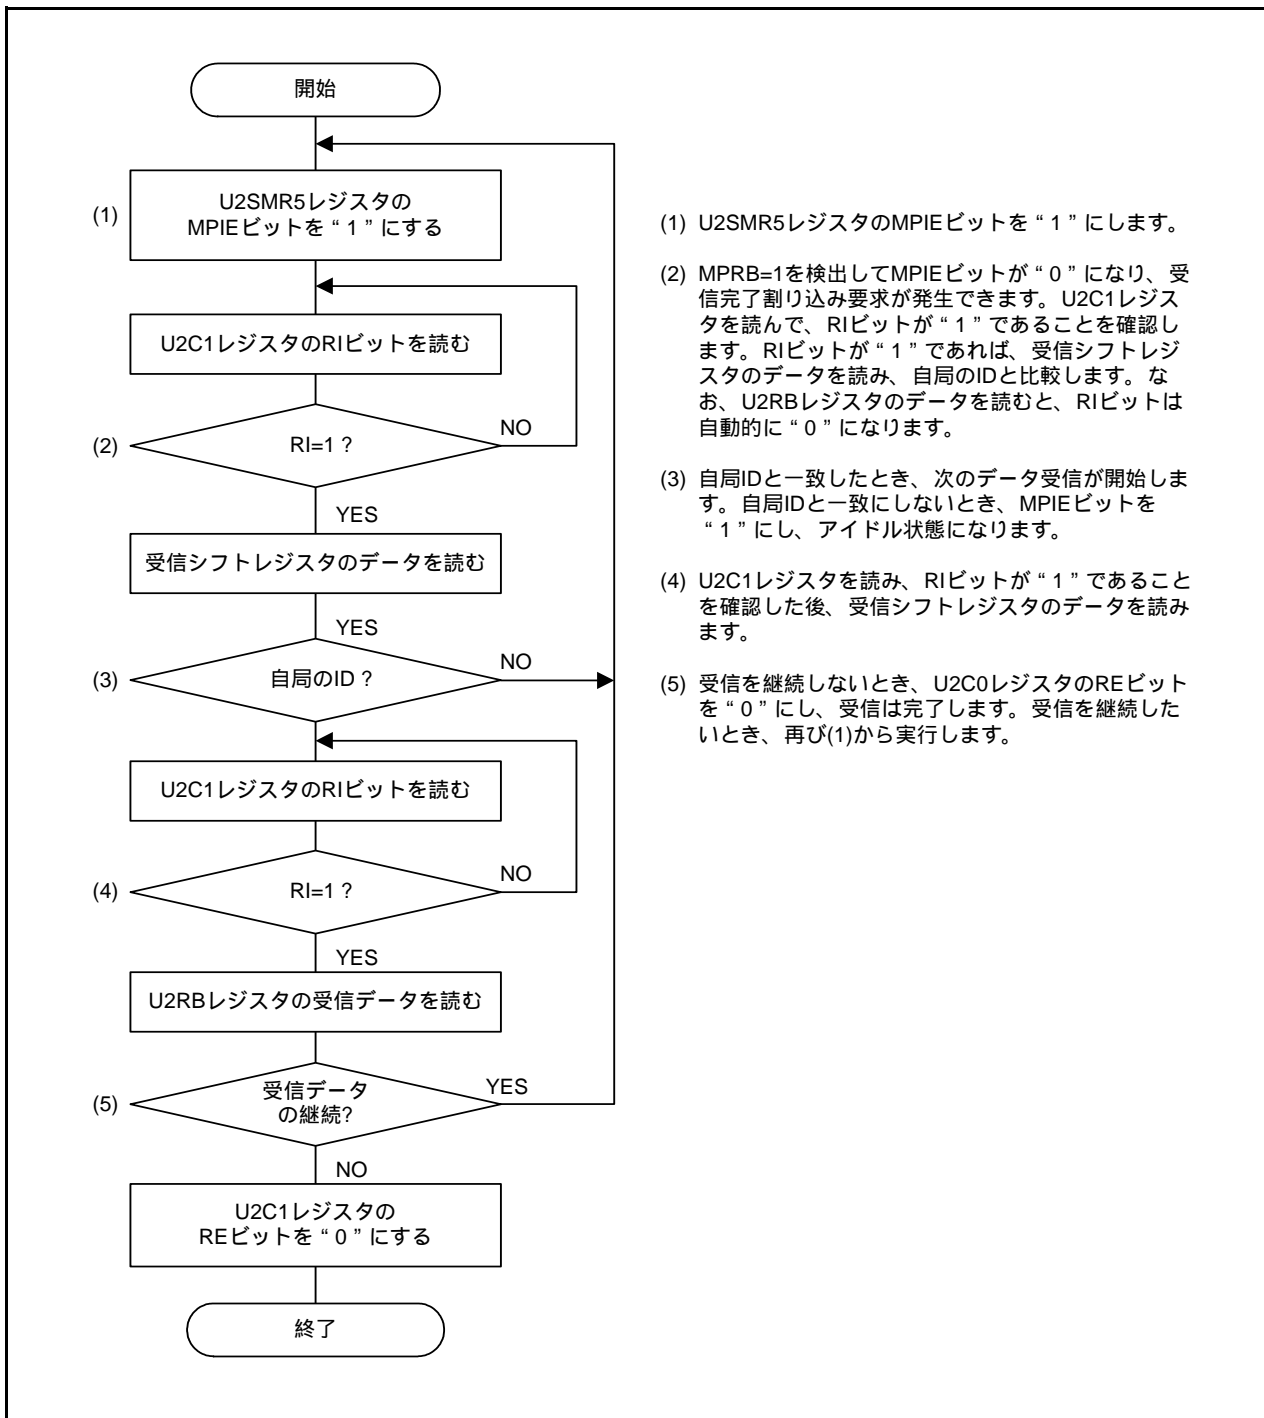 開始
(1)
U2SMR5レジスタの
MPIEビットを“1”にする
U2C1レジスタのRIビットを読む
(2)
RI=1?
NO
YES
受信シフトレジスタのデータを読む
YES
(3)
自局のID?
NO
U2C1レジスタのRIビットを読む
(4)
RI=1?
NO
YES
U2RBレジスタの受信データを読む
(5)
受信データ
の継続?
YES
NO
U2C1レジスタの
REビットを“0”にする
終了
(1) U2SMR5レジスタのMPIEビットを“1”にします。
(2) MPRB=1を検出してMPIEビットが“0”になり、受
信完了割り込み要求が発生できます。U2C1レジス
タを読んで、RIビットが“1”であることを確認し
ます。RIビットが“1”であれば、受信シフトレジ
スタのデータを読み、自局のIDと比較します。な
お、U2RBレジスタのデータを読むと、RIビットは
自動的に“0”になります。
(3) 自局IDと一致したとき、次のデータ受信が開始しま
す。自局IDと一致にしないとき、MPIEビットを
“1”にし、アイドル状態になります。
(4) U2C1レジスタを読み、RIビットが“1”であること
を確認した後、受信シフトレジスタのデータを読み
ます。
(5) 受信を継続しないとき、U2C0レジスタのREビット
を“0”にし、受信は完了します。受信を継続した
いとき、再び(1)から実行します。